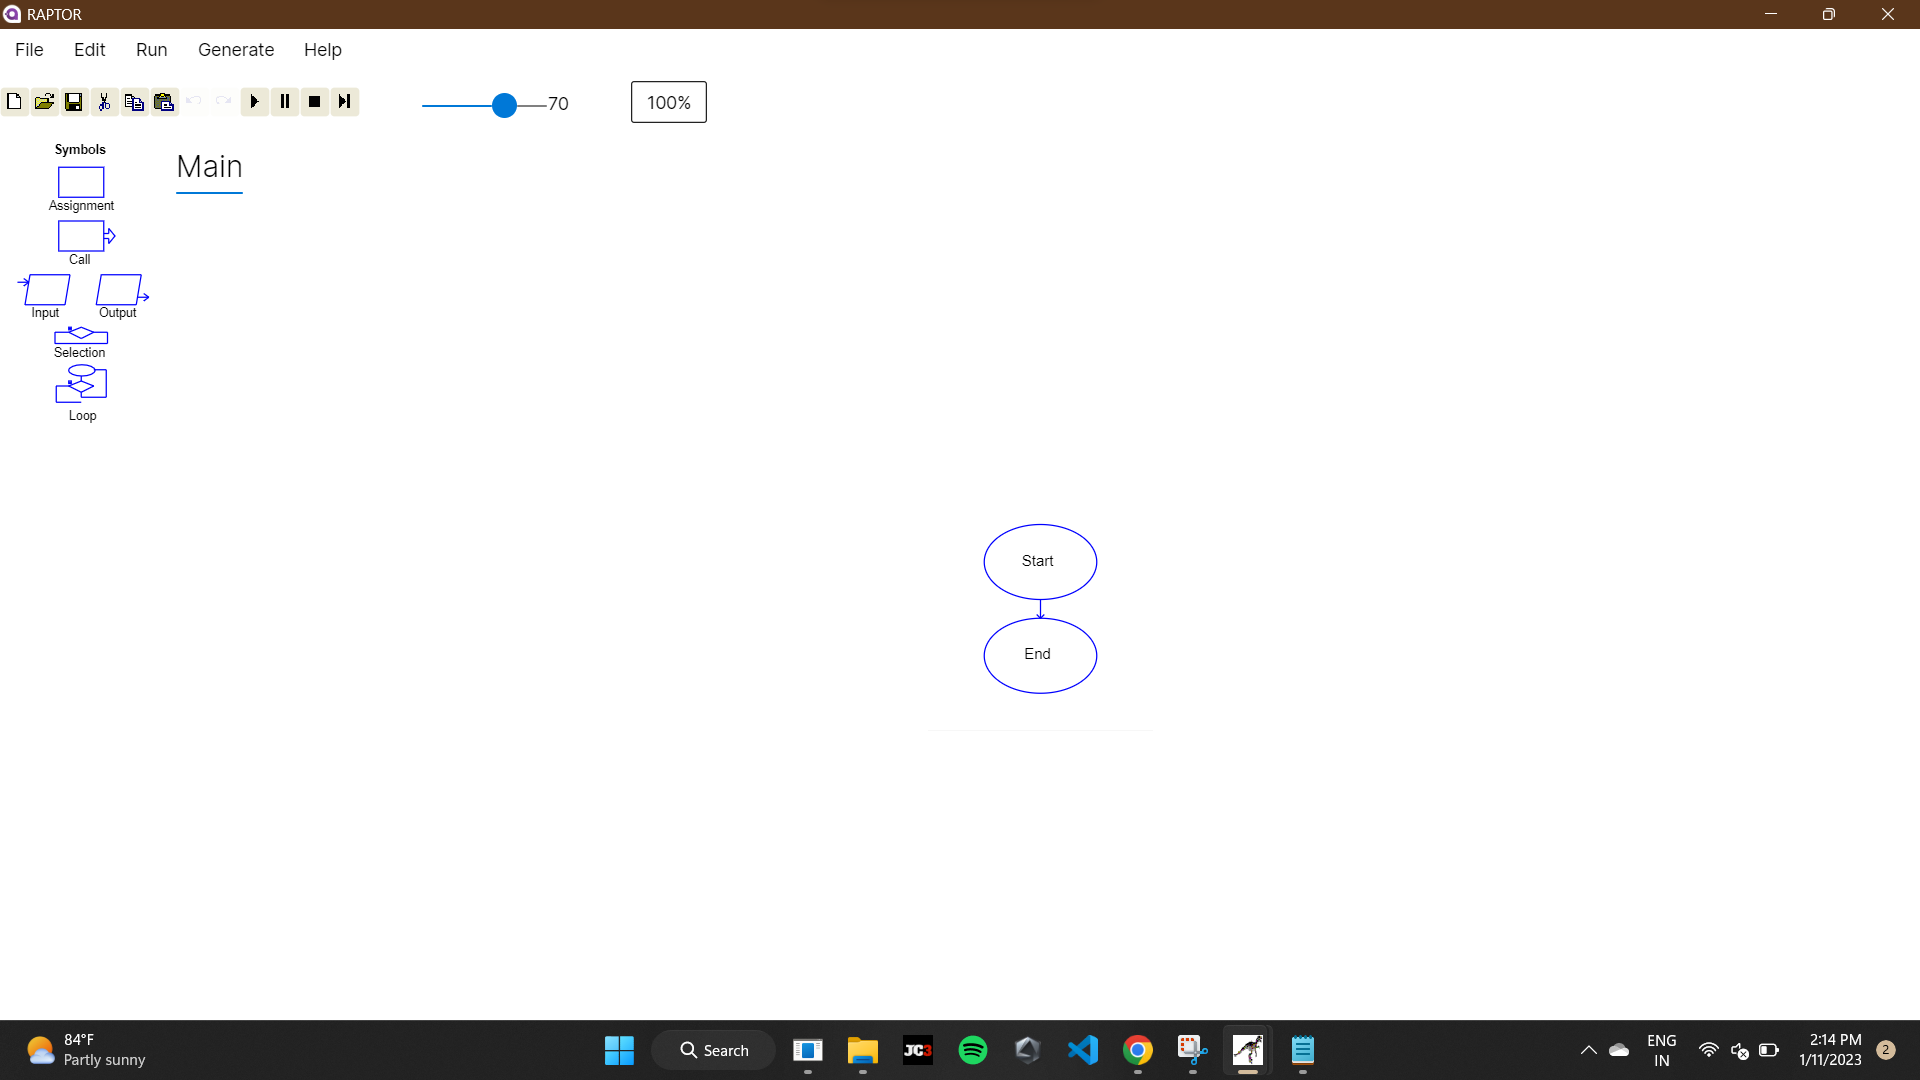 RAPTOR
File Edit Run Generate Help
70 100%
Symbols
Main
Assignment
Call
Input Output
Selection
Loop
Start
End
84°F
Partly sunny
Search
JC3
ENG
IN
2:14 PM
1/11/2023
2